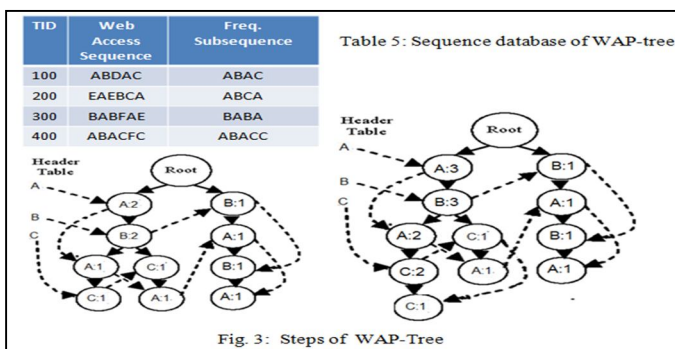 TID Web Access Sequence Freq. Subsequence
100 ABDAC ABAC
200 EAEBCA ABCA
300 BABFAE BABA
400 ABACFC ABACC
Table 5: Sequence database of WAP-tree
Header Table
A
B
C
Root
A:2
B:1
B:2
A:1
A:1
C:1
B:1
C:1
A:1
A:1
Header Table
A
B
C
Root
A:3
B:1
B:3
A:1
A:2
C:1
B:1
C:2
A:1
A:1
C:1
Fig. 3: Steps of WAP-Tree